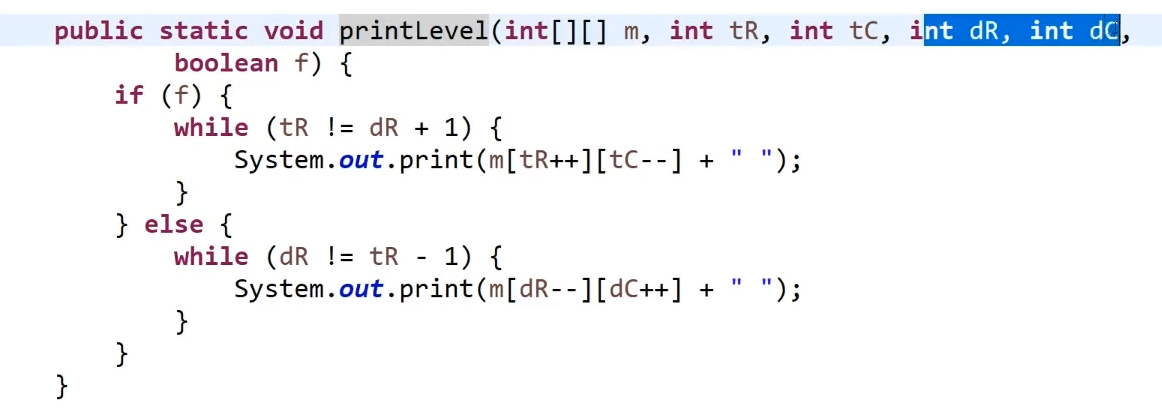 public static void printLevel(int[][] m, int tR, int tC, int dR, int dC,
boolean f) {
if (f) {
while (tR != dR + 1) {
System.out.print(m[tR++][tC--] + " ");
}
} else {
while (dR != tR - 1) {
System.out.print(m[dR--][dC++] + " ");
}
}
}